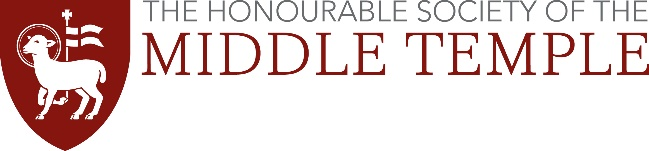 THE HONOURABLE SOCIETY OF THE
MIDDLE TEMPLE